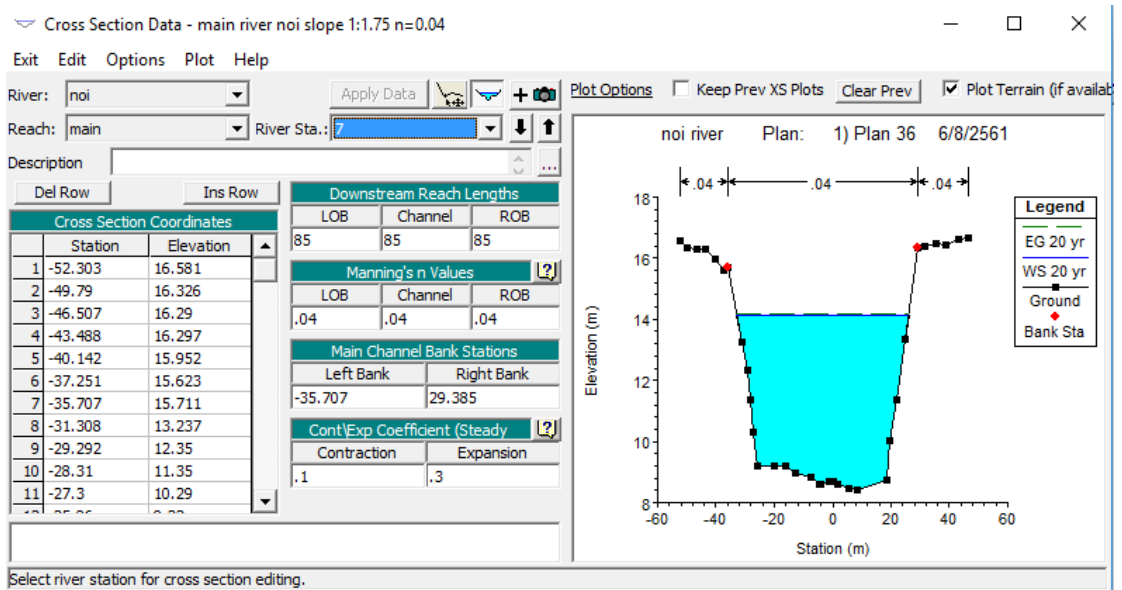 Cross Section Data - main river noi slope 1:1.75 n=0.04
Exit Edit Options Plot Help
River: noi Apply Data Plot Options Keep Prev XS Plots Clear Prev Plot Terrain (if availab
Reach: main River Sta.: 7
Description ...
Del Row Ins Row
Cross Section Coordinates
Station Elevation
1 -52.303 16.581
2 -49.79 16.326
3 -46.507 16.29
4 -43.488 16.297
5 -40.142 15.952
6 -37.251 15.623
7 -35.707 15.711
8 -31.308 13.237
9 -29.292 12.35
10 -28.31 11.35
11 -27.3 10.29
Downstream Reach Lengths
LOB Channel ROB
85 85 85
Manning's n Values
LOB Channel ROB
.04 .04 .04
Main Channel Bank Stations
Left Bank Right Bank
-35.707 29.385
Cont\Exp Coefficient (Steady
Contraction Expansion
.1 .3
noi river Plan: 1) Plan 36 6/8/2561
.04 .04 .04
18
16
14
12
10
8
-60 -40 -20 0 20 40 60
Station (m)
Elevation (m)
Legend
EG 20 yr
WS 20 yr
Ground
Bank Sta
Select river station for cross section editing.